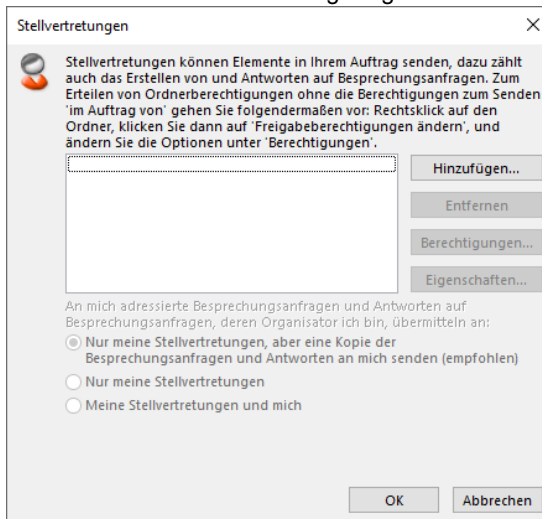 Stellvertretungen
Stellvertretungen können Elemente in Ihrem Auftrag senden, dazu zählt
auch das Erstellen von und Antworten auf Besprechungsanfragen. Zum
Erteilen von Ordnerberechtigungen ohne die Berechtigungen zum Senden
'im Auftrag von' gehen Sie folgendermaßen vor: Rechtsklick auf den
Ordner, klicken Sie dann auf 'Freigabeberechtigungen ändern', und
ändern Sie die Optionen unter 'Berechtigungen'.
Hinzufügen...
Entfernen
Berechtigungen...
Eigenschaften...
An mich adressierte Besprechungsanfragen und Antworten auf
Besprechungsanfragen, deren Organisator ich bin, übermitteln an:
Nur meine Stellvertretungen, aber eine Kopie der
Besprechungsanfragen und Antworten an mich senden (empfohlen)
Nur meine Stellvertretungen
Meine Stellvertretungen und mich
OK
Abbrechen